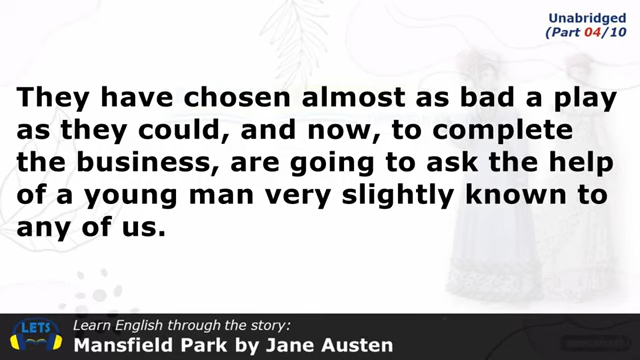 Unabridged
(Part 04/10
They have chosen almost as bad a play
as they could, and now, to complete
the business, are going to ask the help
of a young man very slightly known to
any of us.
LETS
Learn English through the story:
Mansfield Park by Jane Austen